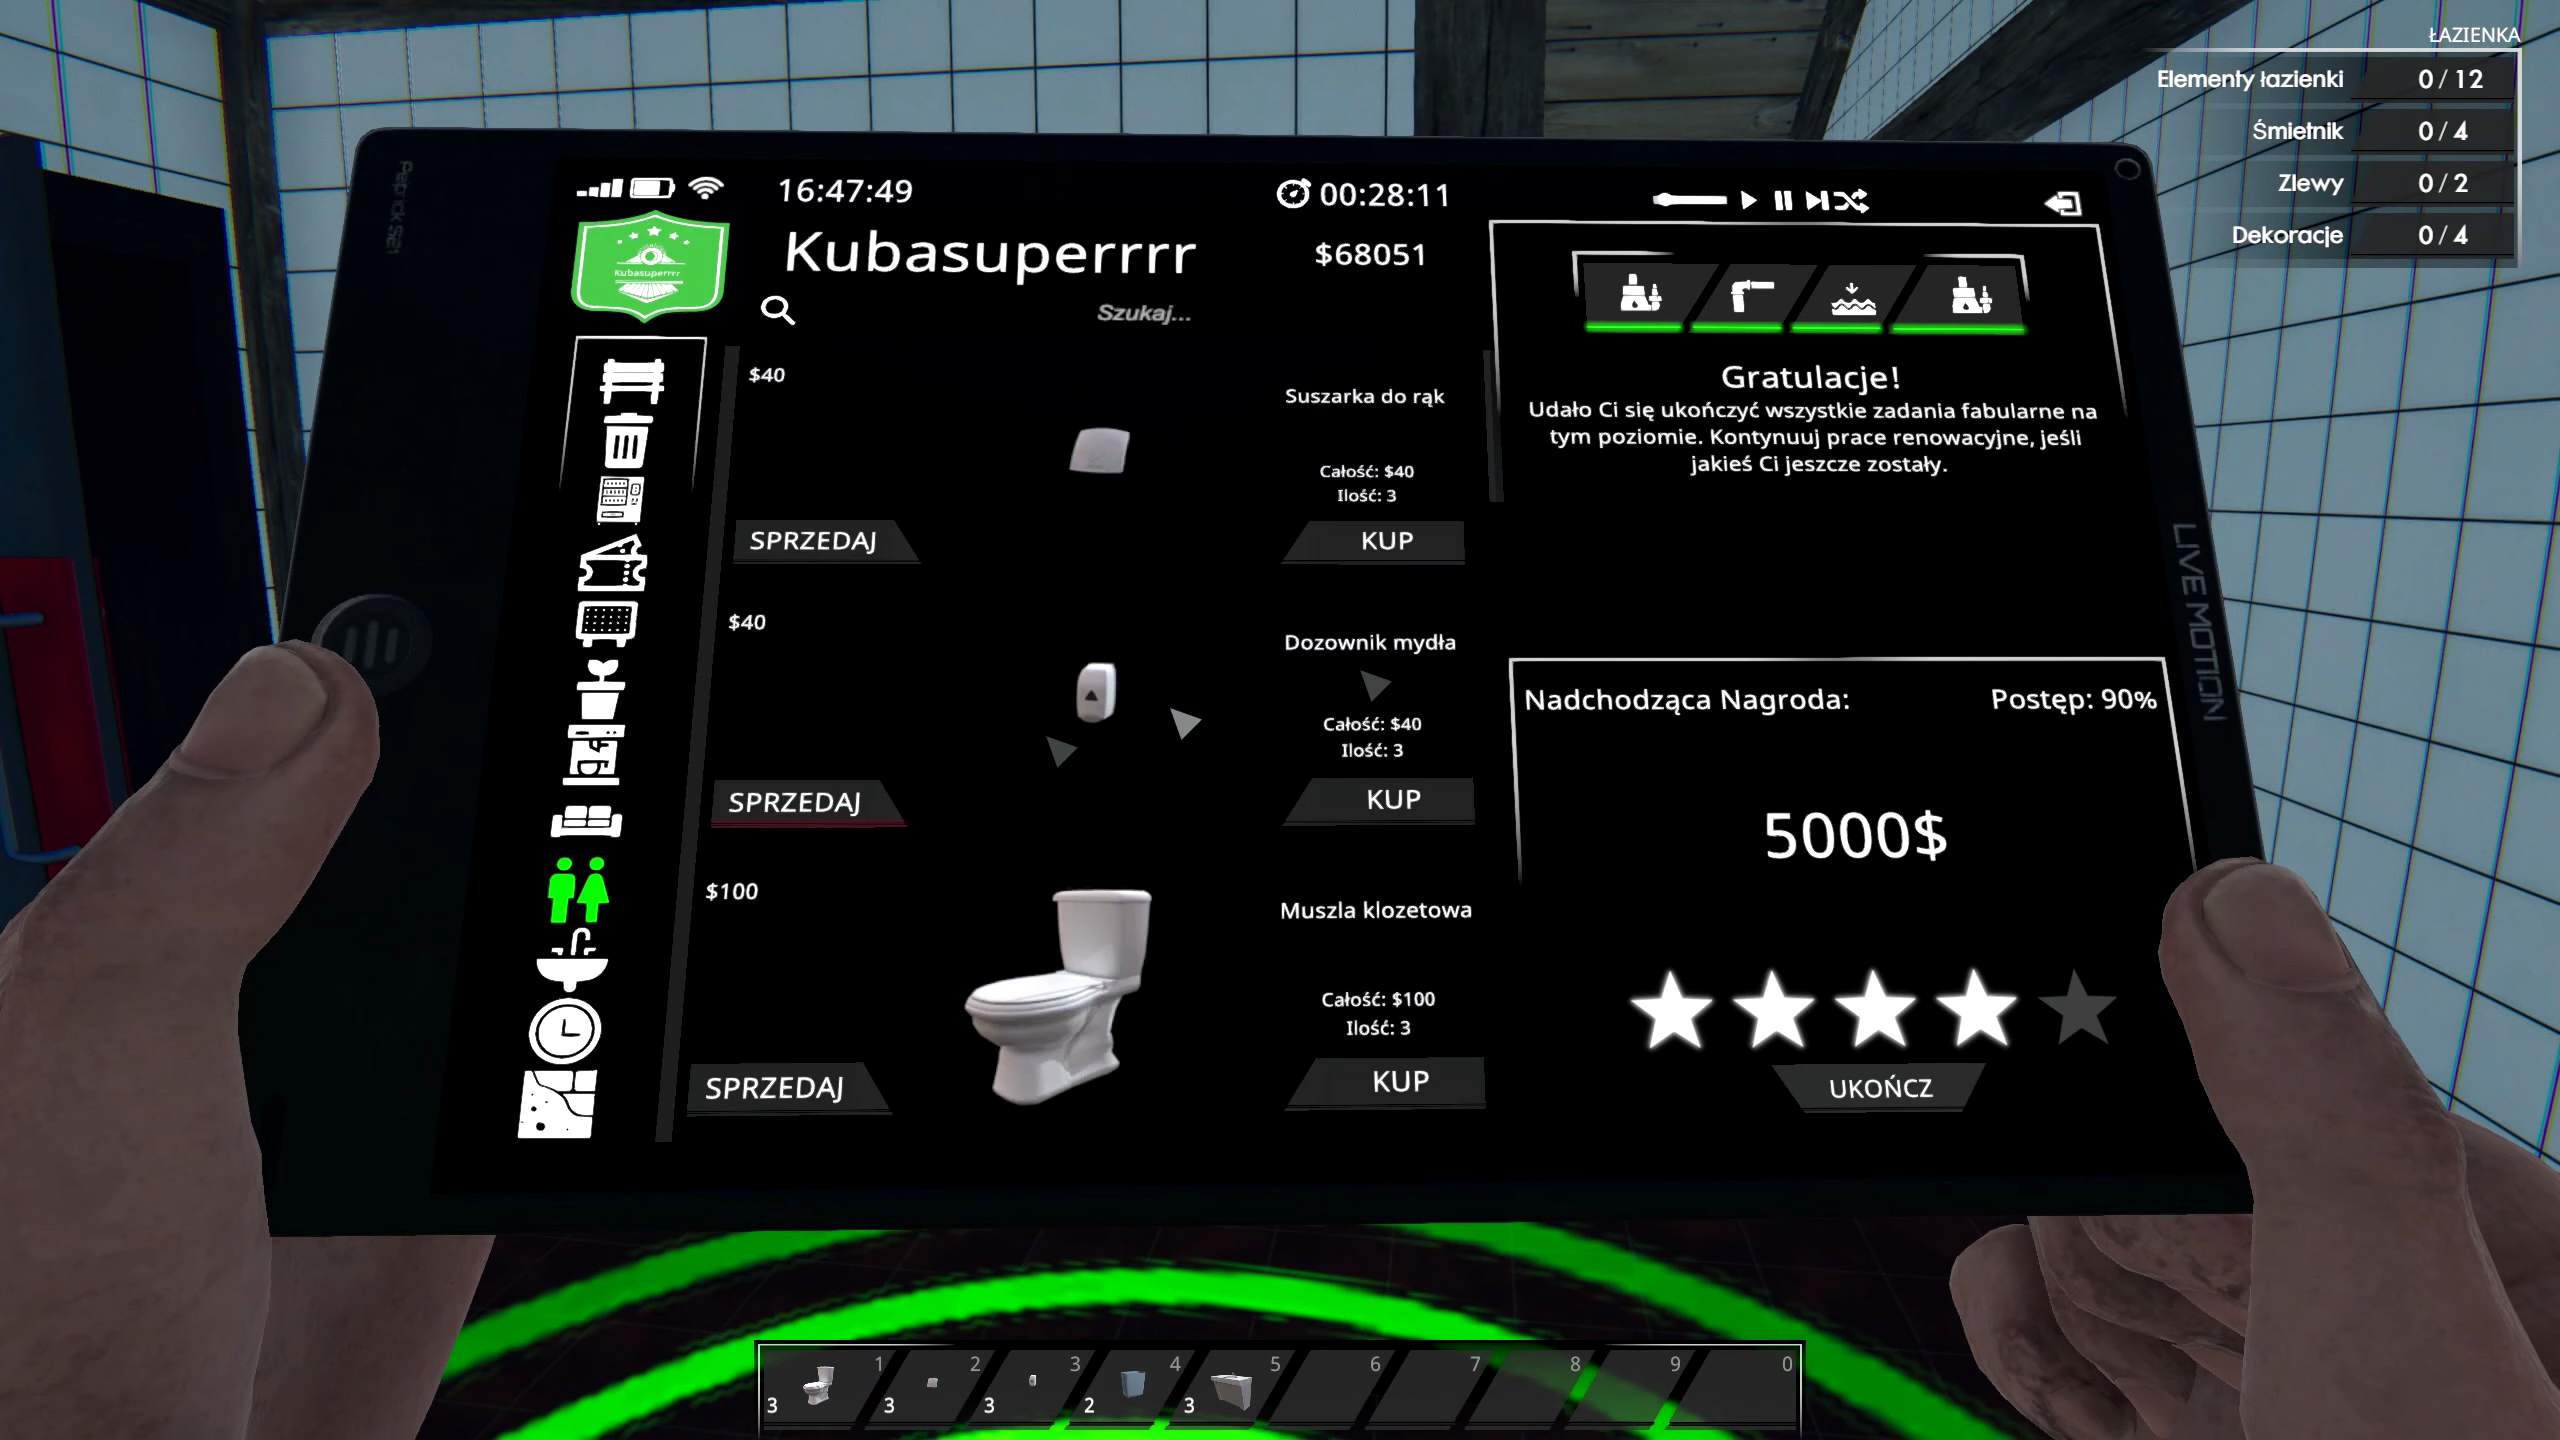 ŁAZIENKA
Elementy łazienki 0 / 12
Śmietnik 0 / 4
Zlewy 0 / 2
Dekoracje 0 / 4
16:47:49
00:28:11
Kubasuperrrr
$68051
Kubasuperrrr
Szukaj...
$40
Suszarka do rąk
Całość: $40
Ilość: 3
SPRZEDAJ
KUP
$40
Dozownik mydła
Całość: $40
Ilość: 3
SPRZEDAJ
KUP
$100
Muszla klozetowa
Całość: $100
Ilość: 3
SPRZEDAJ
KUP
Gratulacje!
Udało Ci się ukończyć wszystkie zadania fabularne na
tym poziomie. Kontynuuj prace renowacyjne, jeśli
jakieś Ci jeszcze zostały.
Nadchodząca Nagroda:
Postęp: 90%
5000$
UKOŃCZ
LIVE MOTION
1 2 3 4 5 6 7 8 9 0
3 3 3 2 3